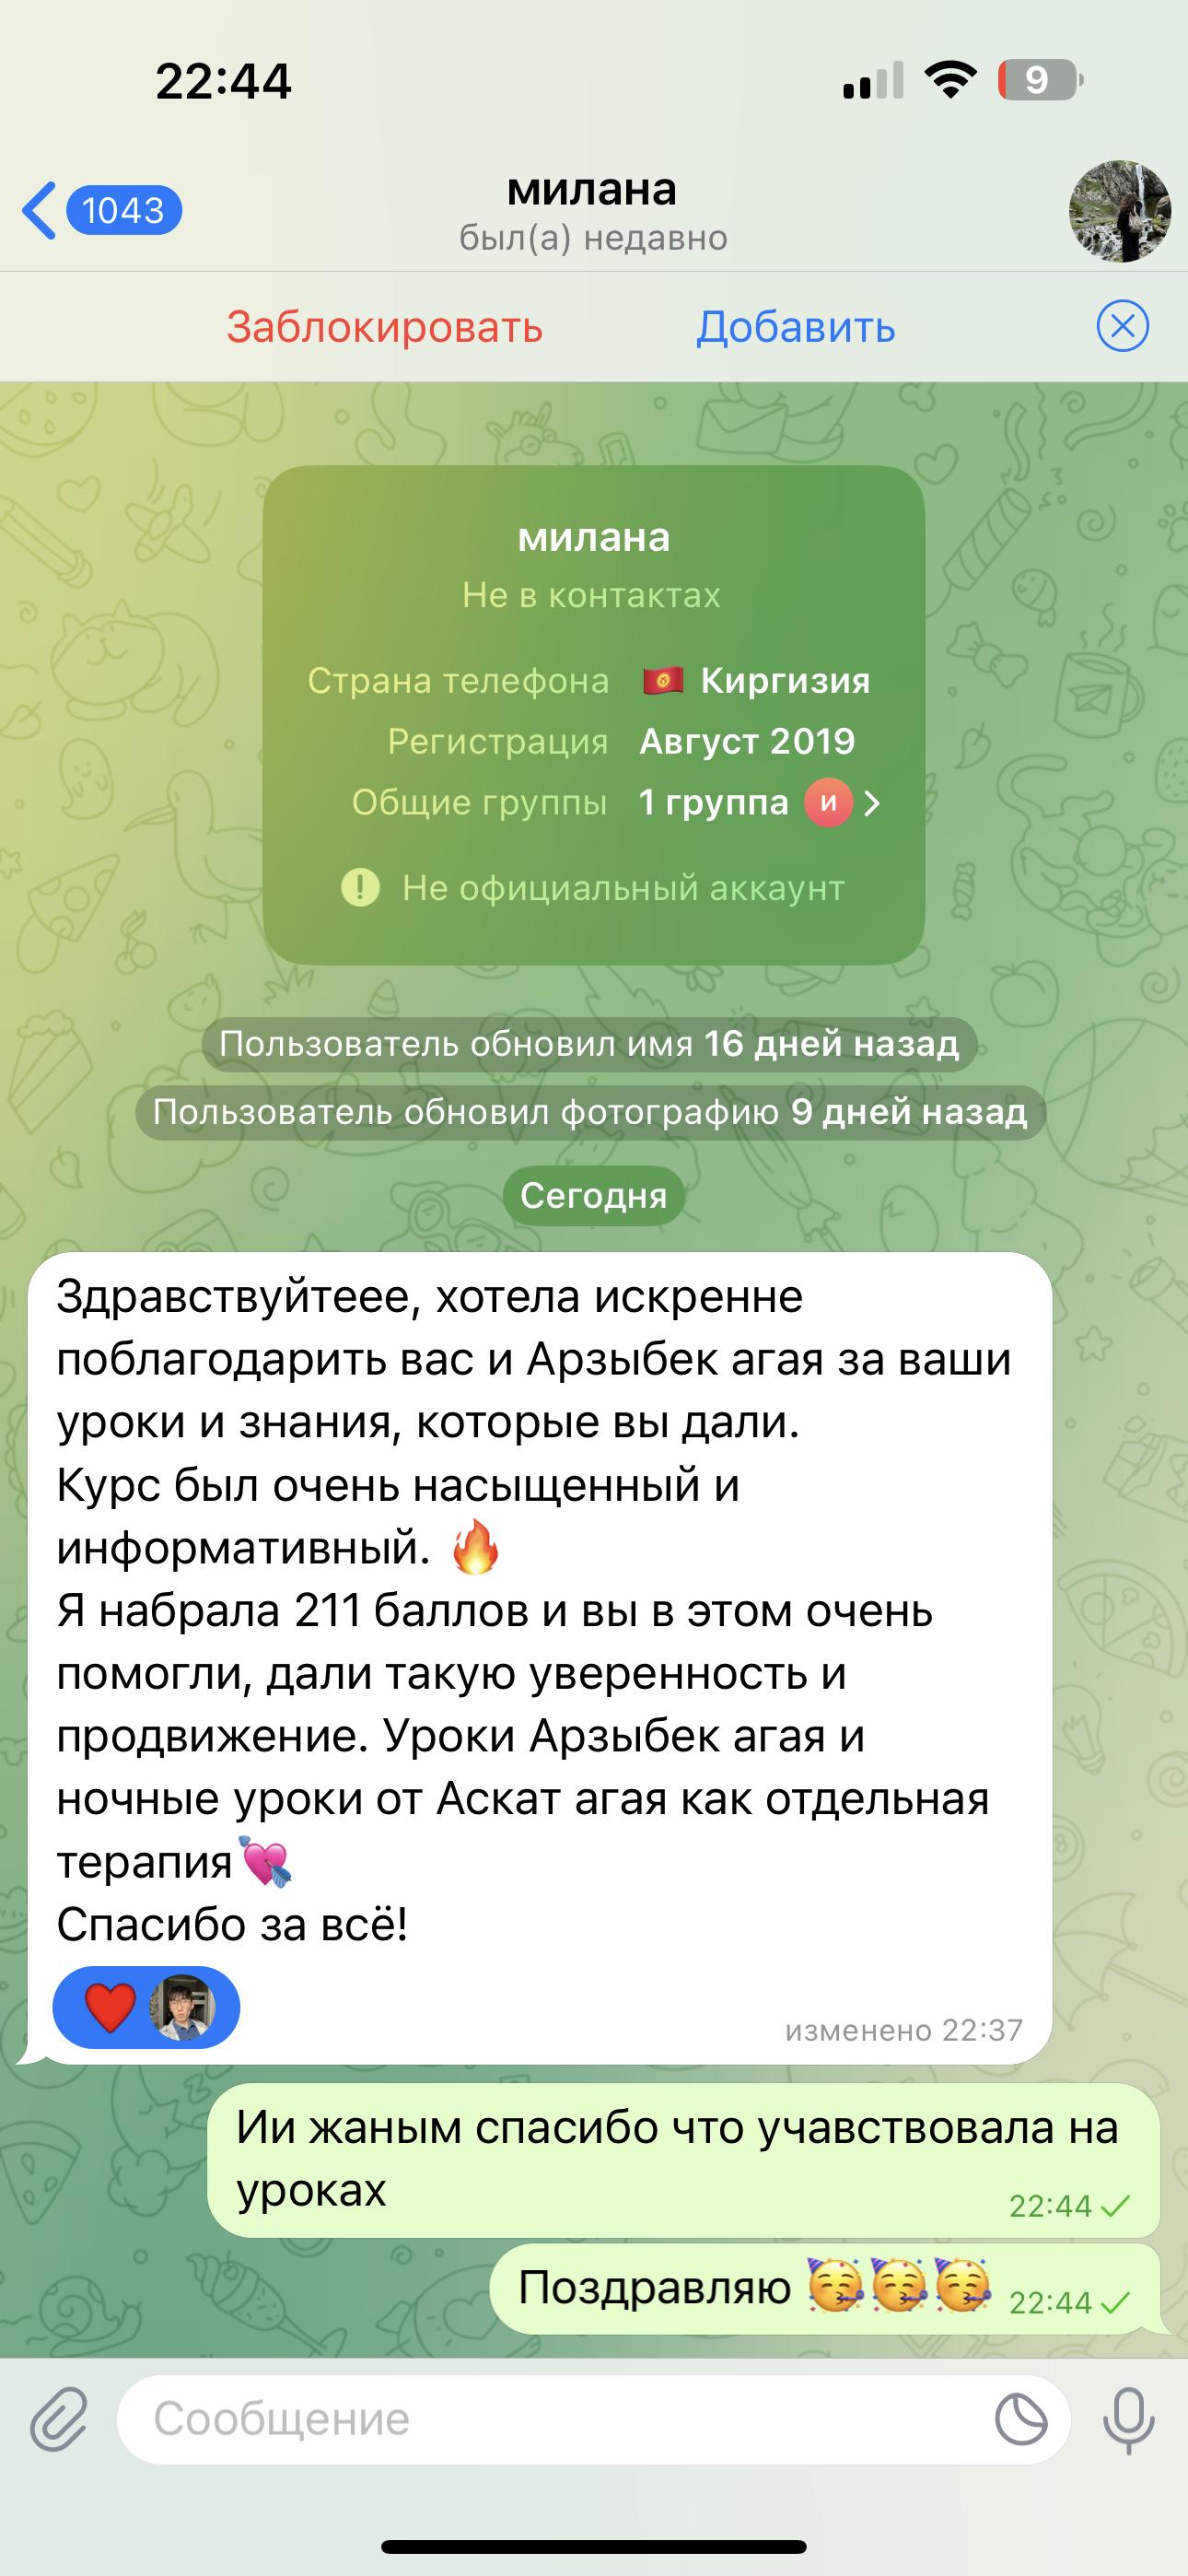 22:44
9
1043
милана
был(а) недавно
Заблокировать
Добавить
милана
Не в контактах
Страна телефона Киргизия
Регистрация Август 2019
Общие группы 1 группа и
Не официальный аккаунт
Пользователь обновил имя 16 дней назад
Пользователь обновил фотографию 9 дней назад
Сегодня
Здравствуйтеее, хотела искренне
поблагодарить вас и Арзыбек агая за ваши
уроки и знания, которые вы дали.
Курс был очень насыщенный и
информативный. 🔥
Я набрала 211 баллов и вы в этом очень
помогли, дали такую уверенность и
продвижение. Уроки Арзыбек агая и
ночные уроки от Аскат агая как отдельная
терапия💘
Спасибо за всё!
изменено 22:37
Ии жаным спасибо что учавствовала на
уроках
22:44
Поздравляю 🥳🥳🥳
22:44
Сообщение